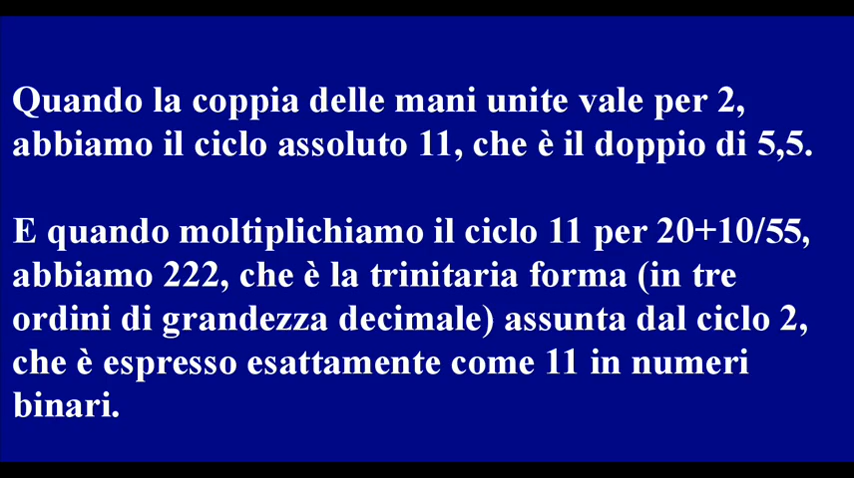 Quando la coppia delle mani unite vale per 2,
abbiamo il ciclo assoluto 11, che è il doppio di 5,5.
E quando moltiplichiamo il ciclo 11 per 20+10/55,
abbiamo 222, che è la trinitaria forma (in tre
ordini di grandezza decimale) assunta dal ciclo 2,
che è espresso esattamente come 11 in numeri
binari.